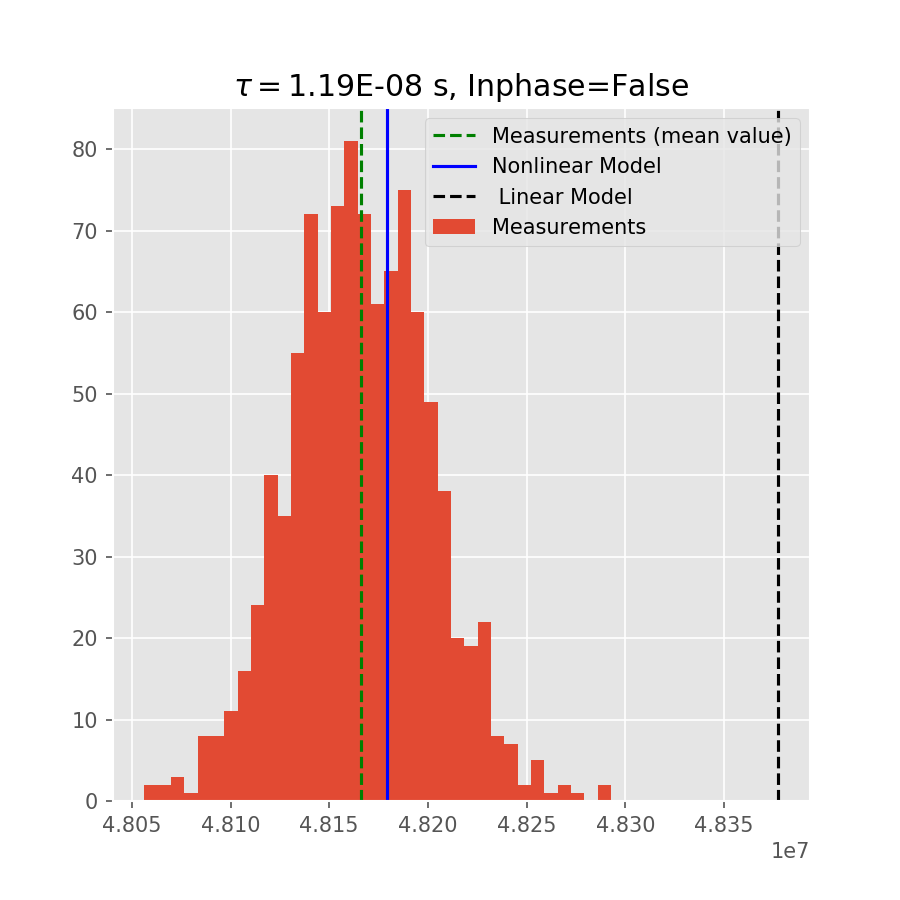 τ = 1.19E-08 s, Inphase=False
Measurements (mean value)
Nonlinear Model
Linear Model
Measurements
80
70
60
50
40
30
20
10
0
4.805 4.810 4.815 4.820 4.825 4.830 4.835
1e7